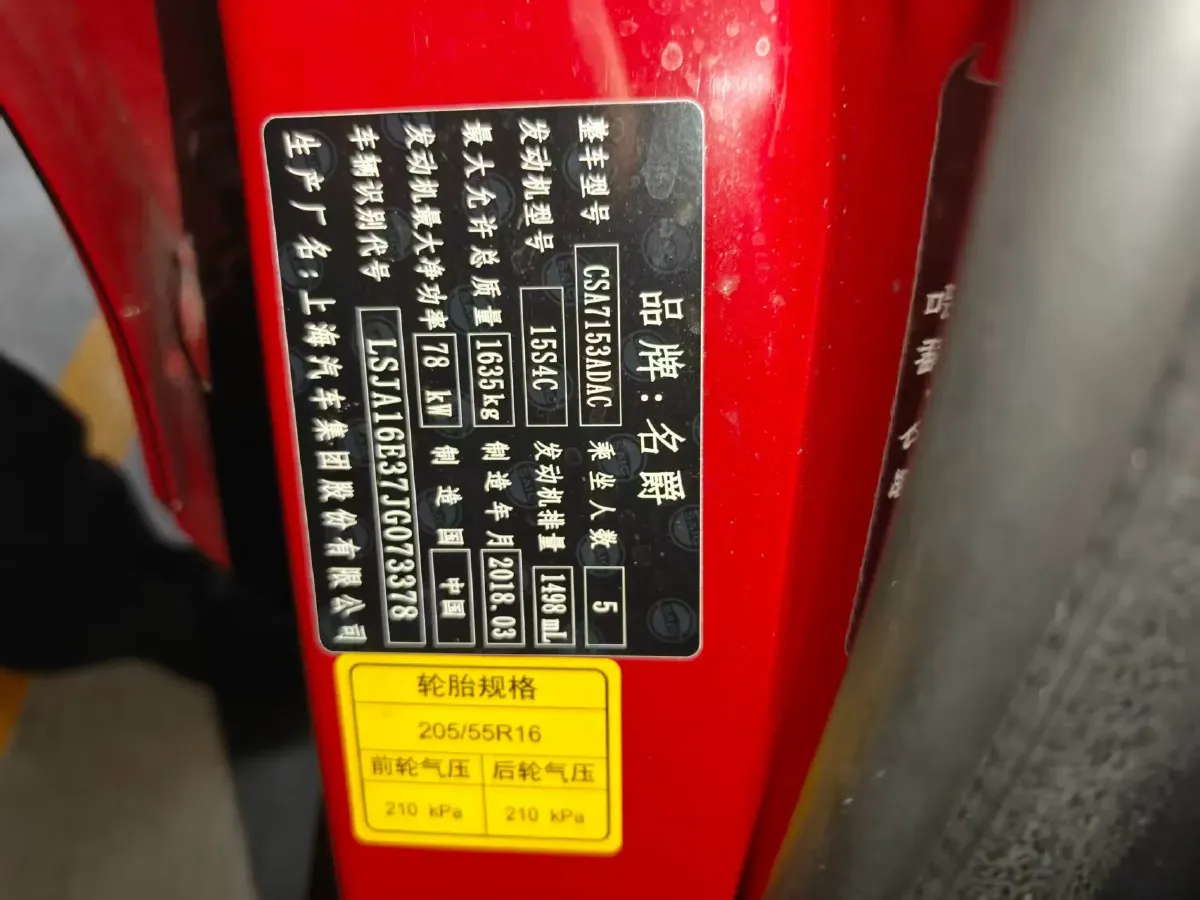 品牌:名爵
整车型号 CSA7153ADAC 乘坐人数 5
发动机型号 15S4C 发动机排量 1498mL
最大允许总质量 1635kg 制造年月 2018.03
发动机最大净功率 78 kW 制造国 中国
车辆识别代号 LSJA16E37JG073378
生产厂名:上海汽车集团股份有限公司
轮胎规格
205/55R16
前轮气压 后轮气压
210 kPa 210 kPa